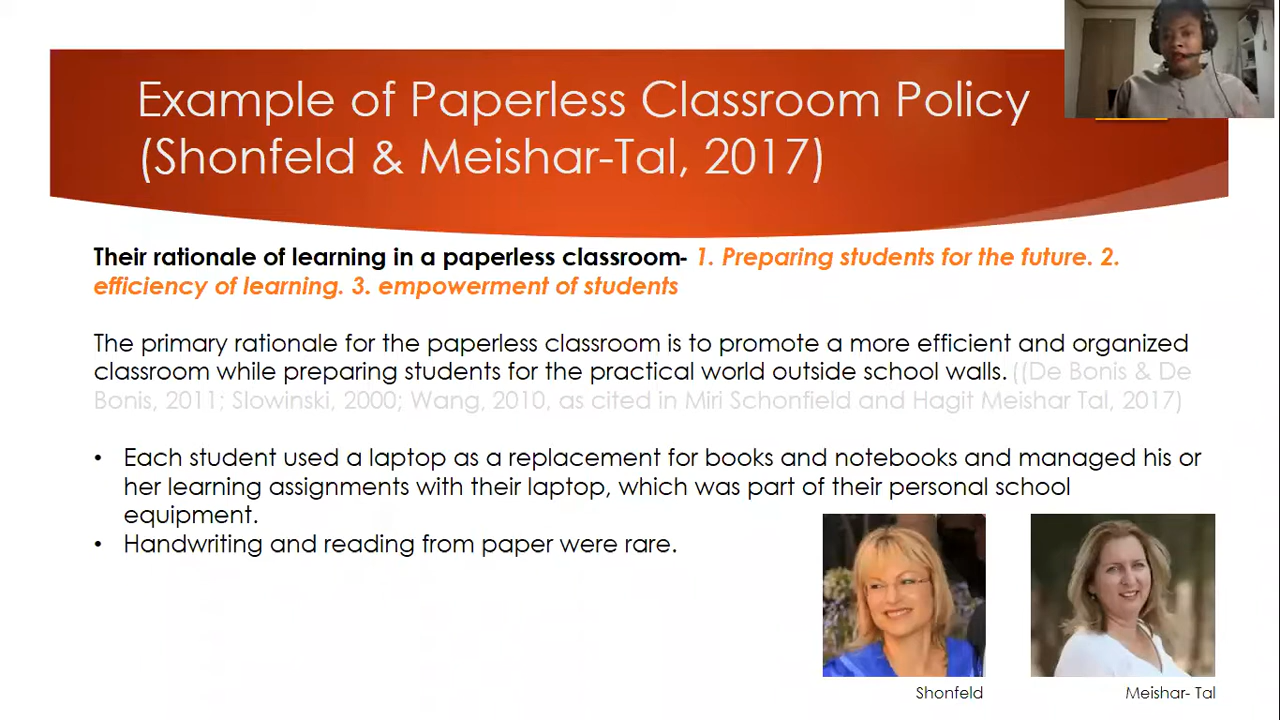 Example of Paperless Classroom Policy
(Shonfeld & Meishar-Tal, 2017)
Their rationale of learning in a paperless classroom- 1. Preparing students for the future. 2.
efficiency of learning. 3. empowerment of students
The primary rationale for the paperless classroom is to promote a more efficient and organized
classroom while preparing students for the practical world outside school walls. ((De Bonis & De
Bonis, 2011; Slowinski, 2000; Wang, 2010, as cited in Miri Schonfield and Hagit Meishar Tal, 2017)
• Each student used a laptop as a replacement for books and notebooks and managed his or
her learning assignments with their laptop, which was part of their personal school
equipment.
• Handwriting and reading from paper were rare.
Shonfeld
Meishar- Tal